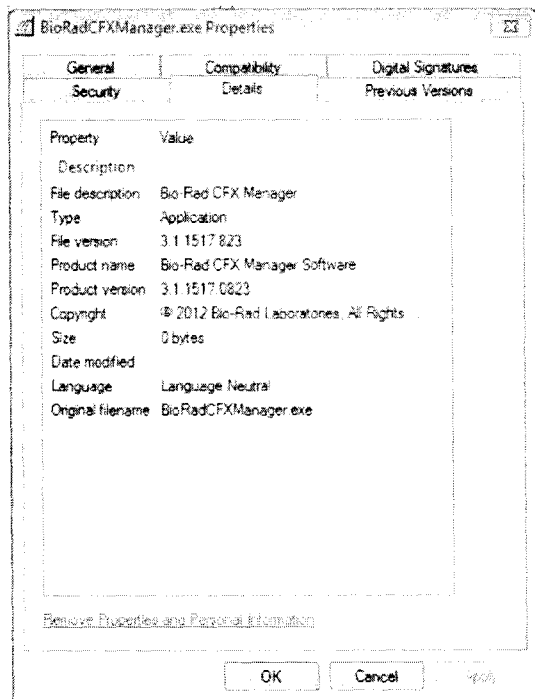 BioRadCFXManager.exe Properties
General Compatibility Digital Signatures
Security Details Previous Versions
Property Value
Description
File description Bio-Rad CFX Manager
Type Application
File version 3.1.1517.823
Product name Bio-Rad CFX Manager Software
Product version 3.1.1517.0823
Copyright © 2012 Bio-Rad Laboratories, All Rights ...
Size 0 bytes
Date modified
Language Language Neutral
Original filename BioRadCFXManager.exe
Remove Properties and Personal Information
OK Cancel Apply